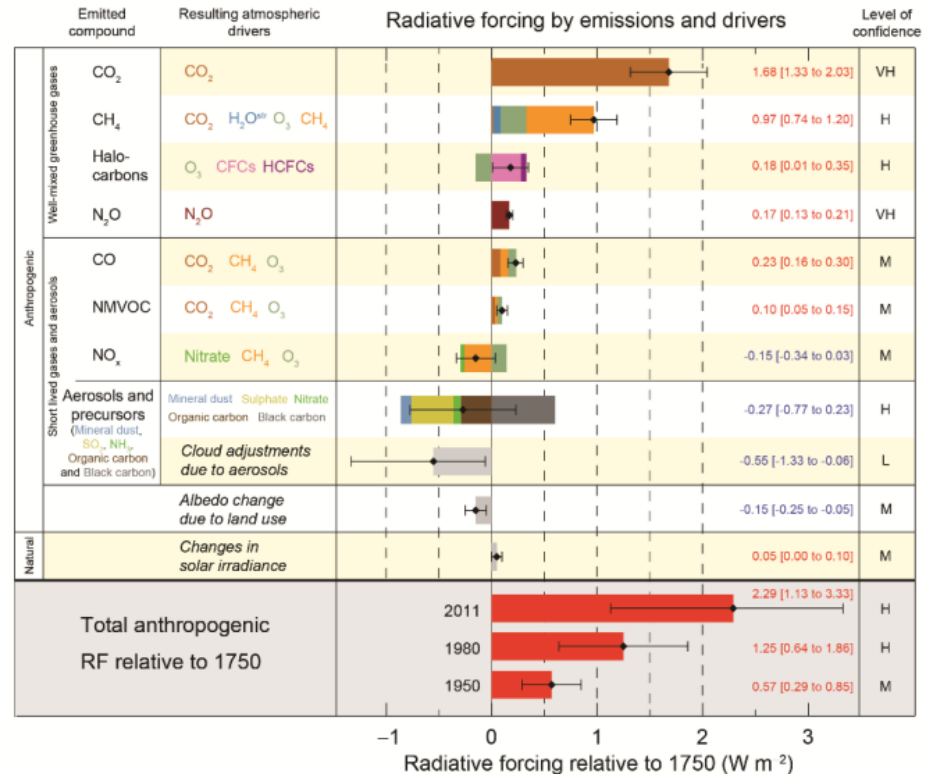 Emitted compound
Resulting atmospheric drivers
Radiative forcing by emissions and drivers
Level of confidence
Anthropogenic
Well-mixed greenhouse gases
CO₂
CO₂
1.68 [1.33 to 2.03]
VH
CH₄
CO₂ H₂Oˢᵗʳ O₃ CH₄
0.97 [0.74 to 1.20]
H
Halo-
carbons
O₃ CFCs HCFCs
0.18 [0.01 to 0.35]
H
N₂O
N₂O
0.17 [0.13 to 0.21]
VH
Short lived gases and aerosols
CO
CO₂ CH₄ O₃
0.23 [0.16 to 0.30]
M
NMVOC
CO₂ CH₄ O₃
0.10 [0.05 to 0.15]
M
NOₓ
Nitrate CH₄ O₃
-0.15 [-0.34 to 0.03]
M
Aerosols and
precursors
(Mineral dust,
SO₂, NH₃,
Organic carbon
and Black carbon)
Mineral dust Sulphate Nitrate
Organic carbon Black carbon
-0.27 [-0.77 to 0.23]
H
Cloud adjustments
due to aerosols
-0.55 [-1.33 to -0.06]
L
Albedo change
due to land use
-0.15 [-0.25 to -0.05]
M
Natural
Changes in
solar irradiance
0.05 [0.00 to 0.10]
M
Total anthropogenic
RF relative to 1750
2011
2.29 [1.13 to 3.33]
H
1980
1.25 [0.64 to 1.86]
H
1950
0.57 [0.29 to 0.85]
M
−1 0 1 2 3
Radiative forcing relative to 1750 (W m ²)